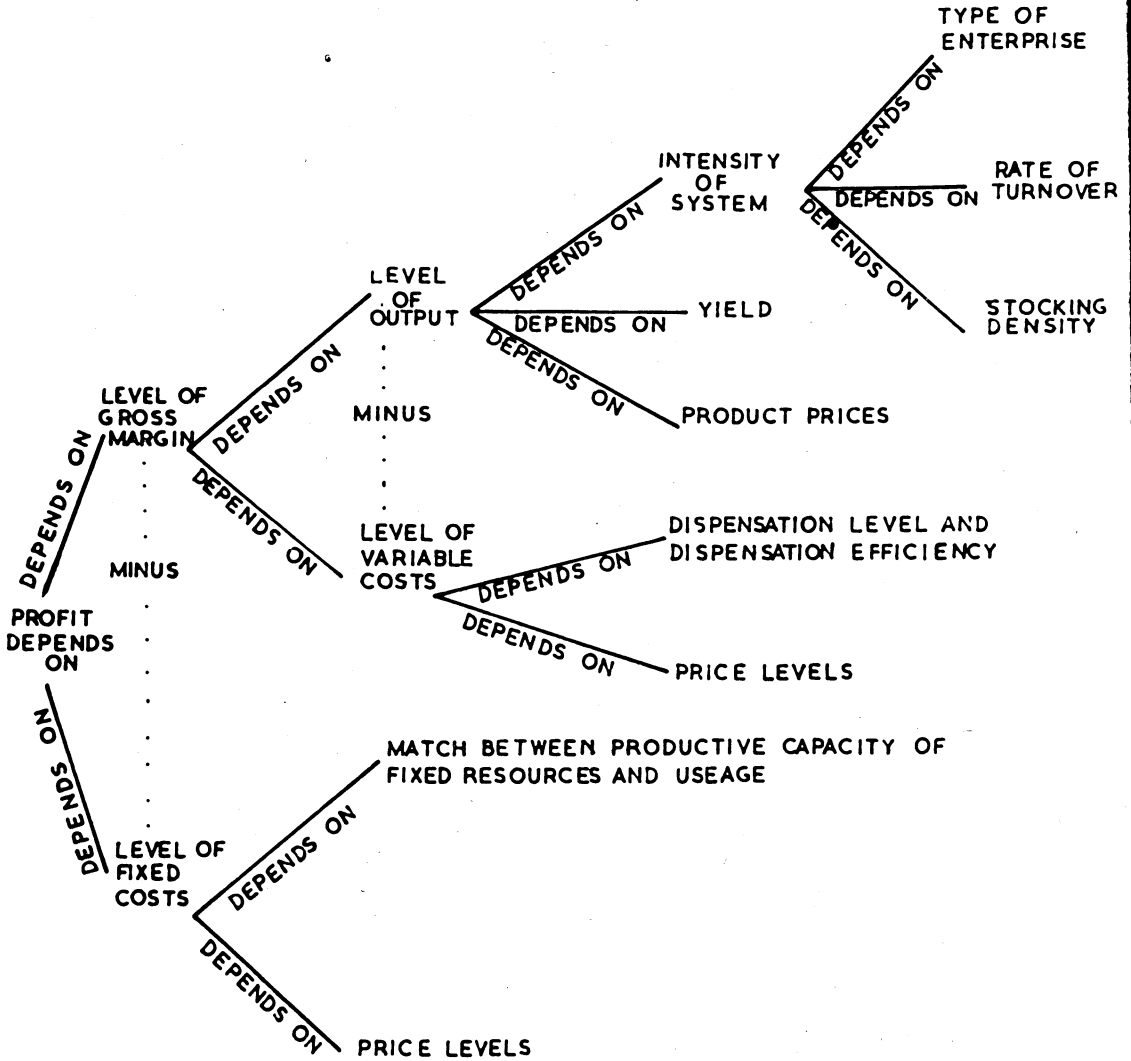 TYPE OF
ENTERPRISE
DEPENDS ON
INTENSITY
OF
SYSTEM
DEPENDS ON
RATE OF
TURNOVER
DEPENDS ON
STOCKING
DENSITY
DEPENDS ON
LEVEL
OF
OUTPUT
DEPENDS ON
YIELD
DEPENDS ON
PRODUCT PRICES
DEPENDS ON
LEVEL OF
GROSS
MARGIN
MINUS
DEPENDS ON
DEPENDS ON
LEVEL OF
VARIABLE
COSTS
DISPENSATION LEVEL AND
DISPENSATION EFFICIENCY
DEPENDS ON
DEPENDS ON
PRICE LEVELS
MINUS
PROFIT
DEPENDS
ON
DEPENDS ON
MATCH BETWEEN PRODUCTIVE CAPACITY OF
FIXED RESOURCES AND USEAGE
DEPENDS ON
LEVEL OF
FIXED
COSTS
DEPENDS ON
PRICE LEVELS